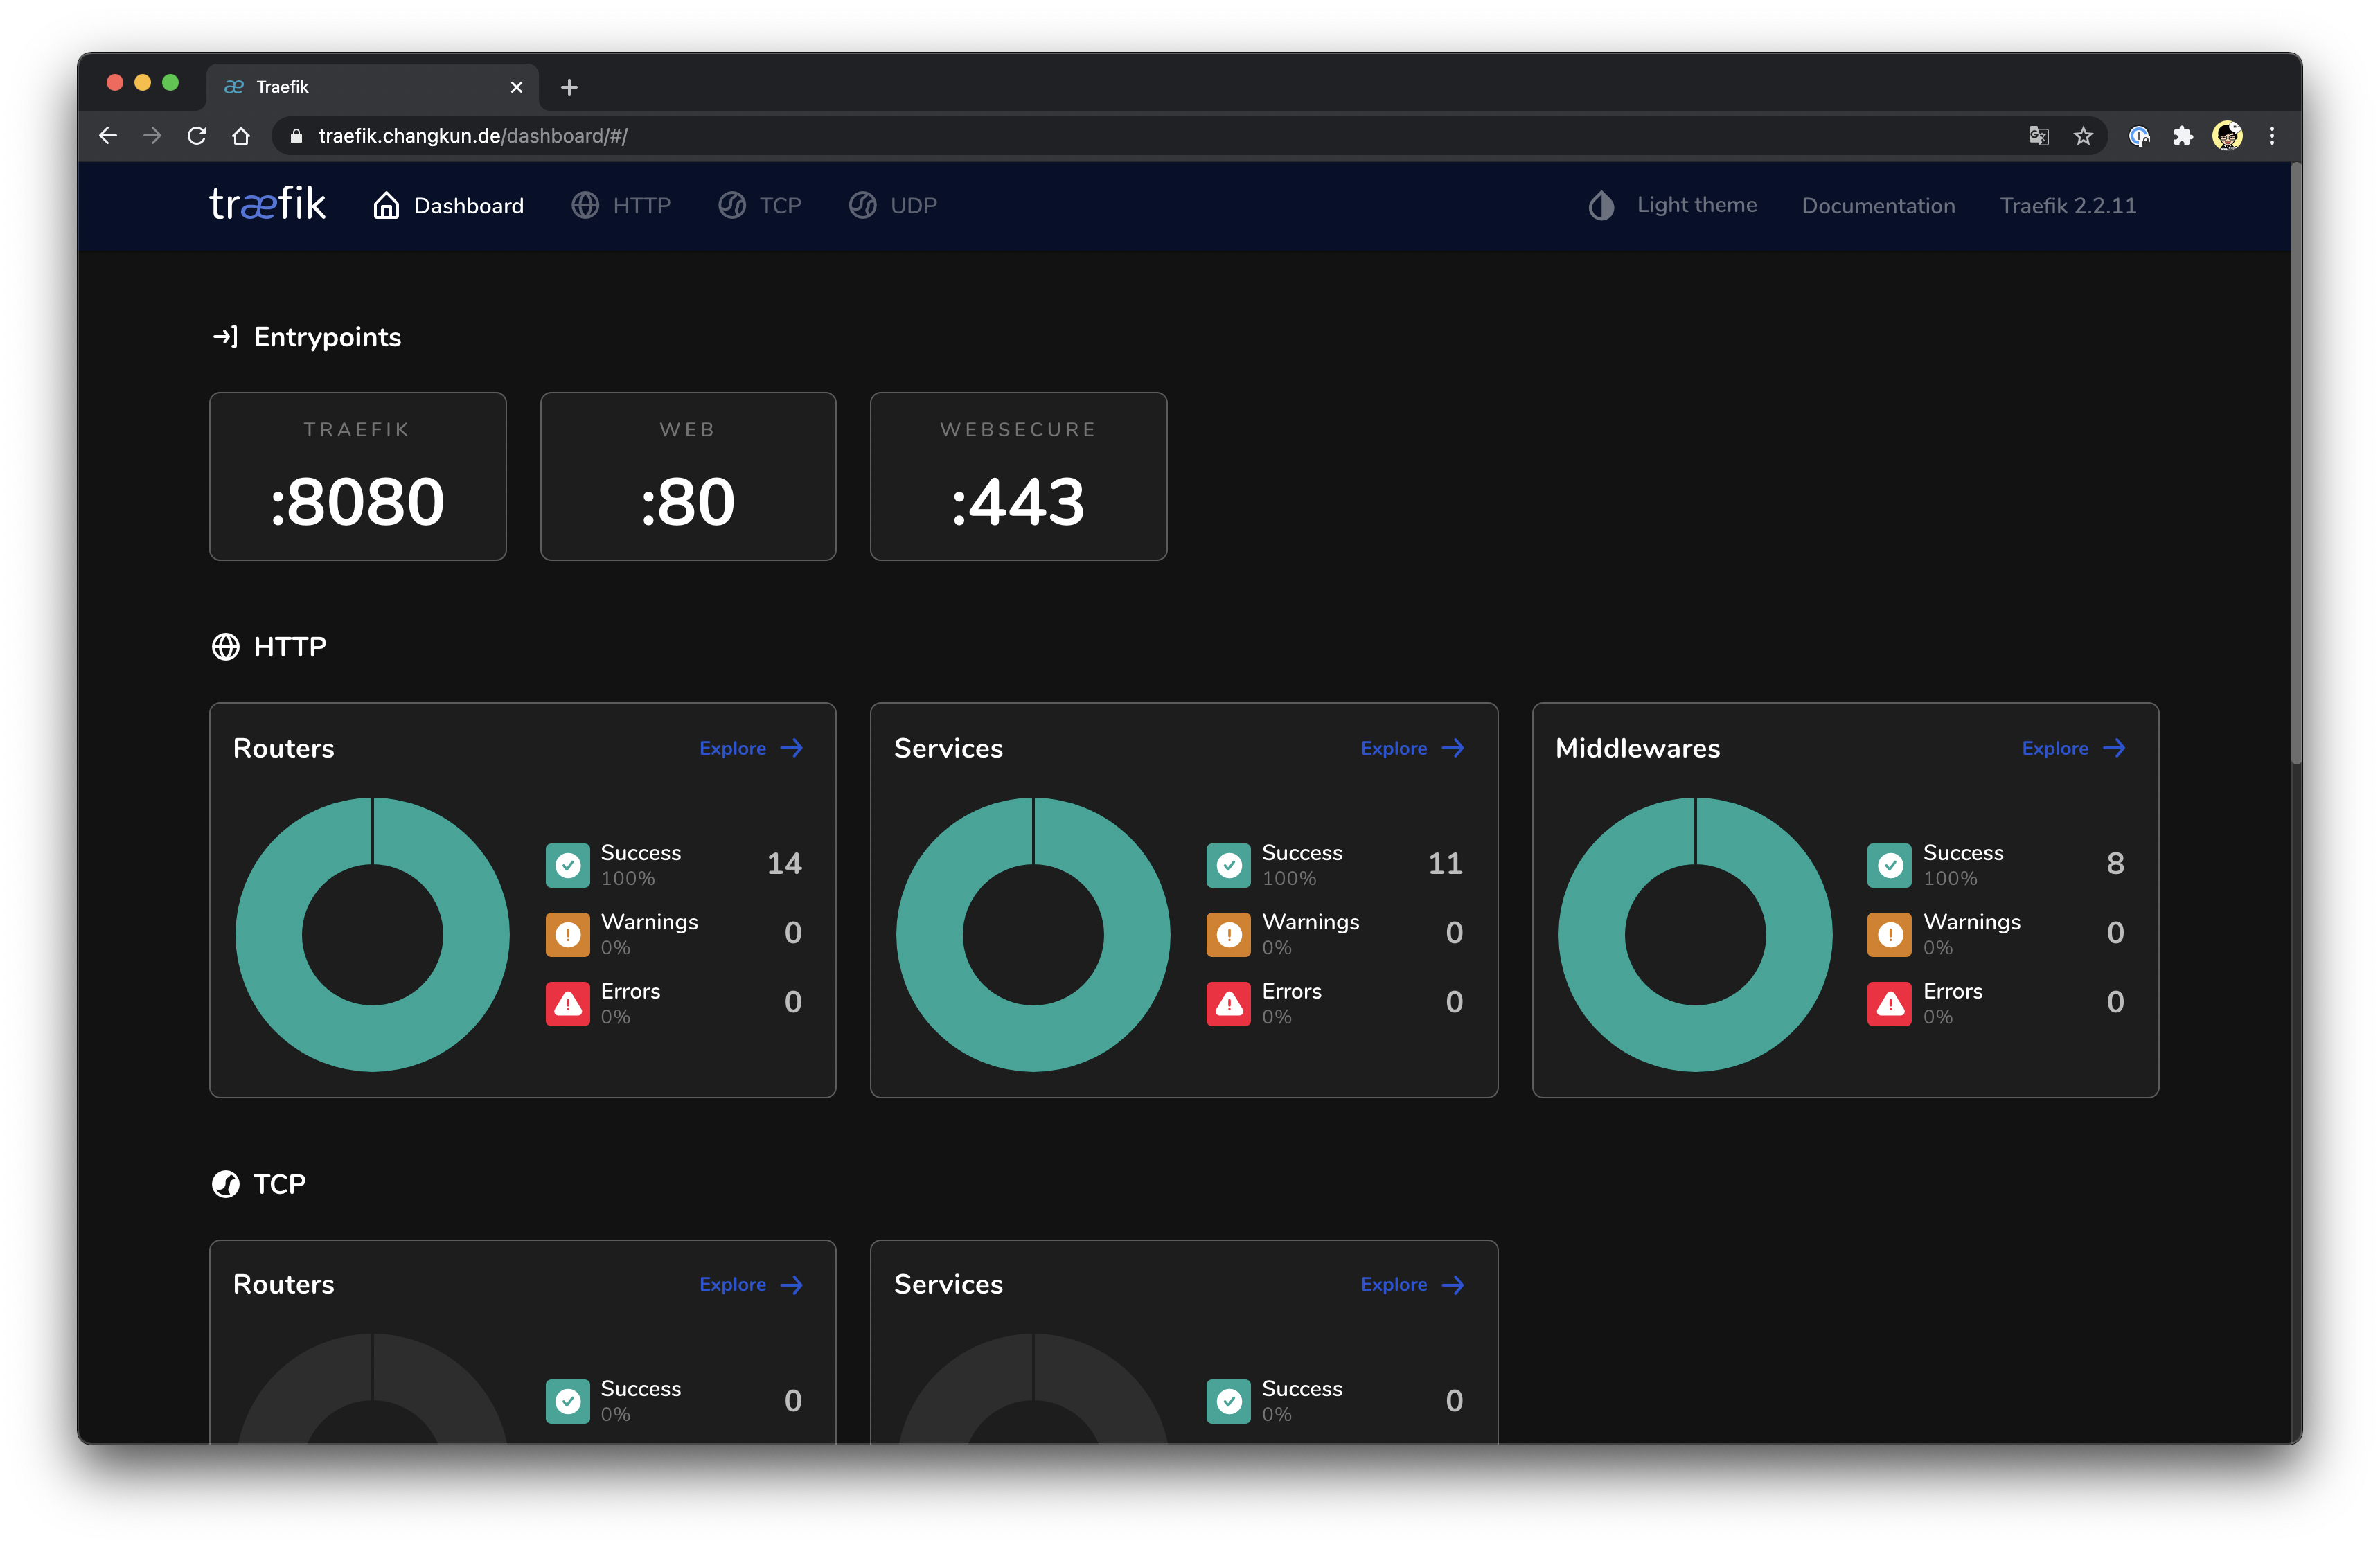 Traefik
traefik.changkun.de/dashboard/#/
træfik Dashboard HTTP TCP UDP Light theme Documentation Traefik 2.2.11
Entrypoints
TRAEFIK WEB WEBSECURE
:8080 :80 :443
HTTP
Routers Explore
Success 14
100%
Warnings 0
0%
Errors 0
0%
Services Explore
Success 11
100%
Warnings 0
0%
Errors 0
0%
Middlewares Explore
Success 8
100%
Warnings 0
0%
Errors 0
0%
TCP
Routers Explore
Success 0
0%
Services Explore
Success 0
0%